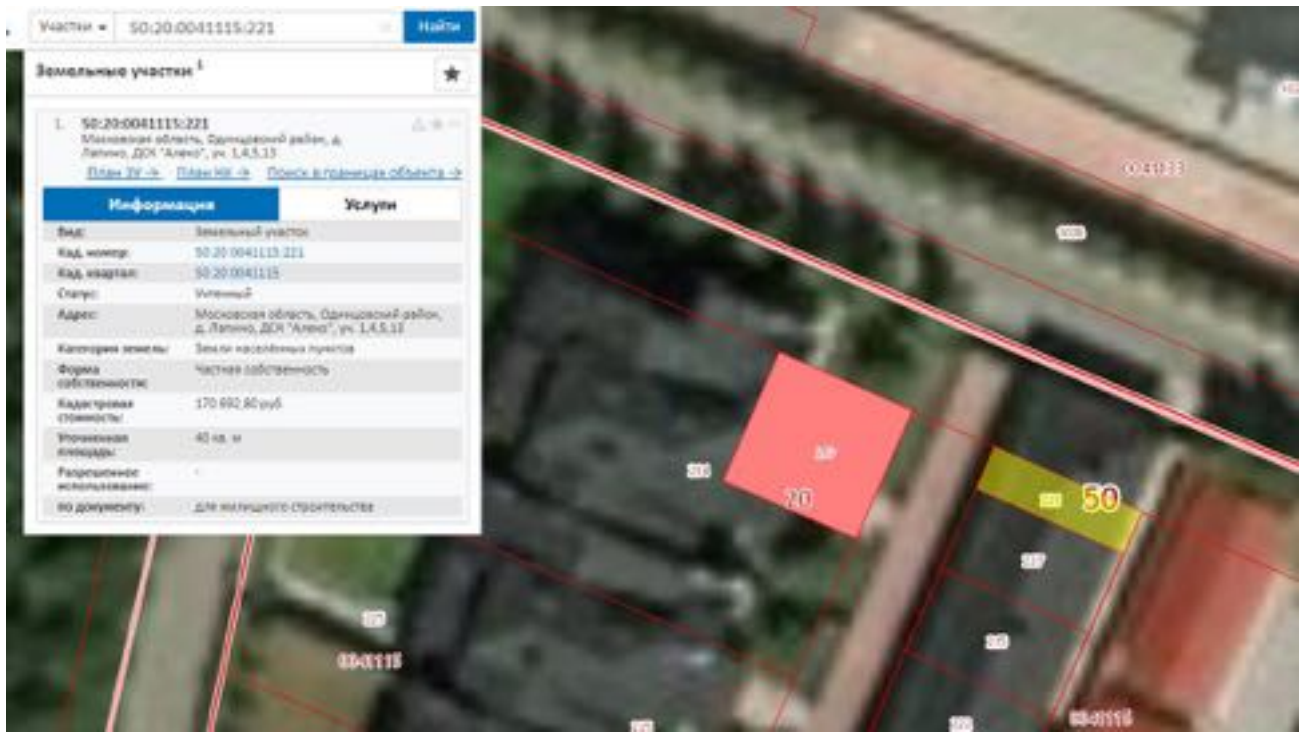 Участки 50:20:0041115:221 Найти
Земельные участки 1
1. 50:20:0041115:221
Московская область, Одинцовский район, д.
Лапино, ДСК "Алеко", уч. 1,4,5,13
План ЗУ → План КК → Поиск в границах объекта →
Информация Услуги
Вид: Земельный участок
Кад. номер: 50:20:0041115:221
Кад. квартал: 50:20:0041115
Статус: Учтенный
Адрес: Московская область, Одинцовский район,
д. Лапино, ДСК "Алеко", уч. 1,4,5,13
Категория земель: Земли населённых пунктов
Форма собственности: Частная собственность
Кадастровая стоимость: 170 692,80 руб
Уточненная площадь: 40 кв. м
Разрешенное использование: -
по документу: для жилищного строительства
20
50
217
0041115
0041115